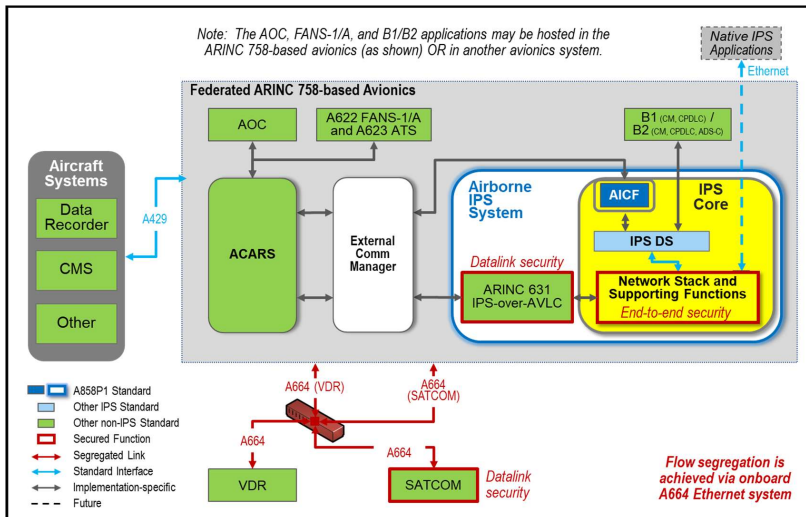 Note: The AOC, FANS-1/A, and B1/B2 applications may be hosted in the
ARINC 758-based avionics (as shown) OR in another avionics system.
Native IPS
Applications
Ethernet
Federated ARINC 758-based Avionics
AOC
A622 FANS-1/A
and A623 ATS
B1 (CM, CPDLC) /
B2 (CM, CPDLC, ADS-C)
Aircraft
Systems
Data
Recorder
CMS
Other
A429
ACARS
External
Comm
Manager
Airborne
IPS
System
AICF
IPS
Core
IPS DS
Datalink security
ARINC 631
IPS-over-AVLC
Network Stack and
Supporting Functions
End-to-end security
A858P1 Standard
Other IPS Standard
Other non-IPS Standard
Secured Function
Segregated Link
Standard Interface
Implementation-specific
Future
A664 (VDR)
A664
(SATCOM)
A664
A664
VDR
SATCOM
Datalink
security
Flow segregation is
achieved via onboard
A664 Ethernet system